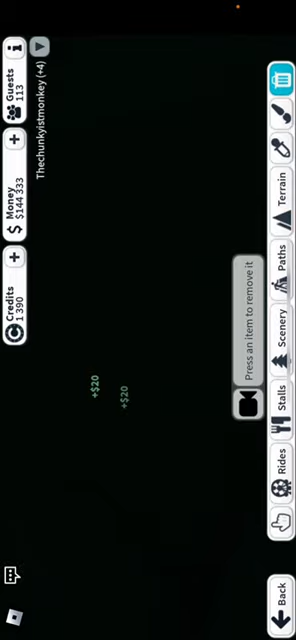 Credits
1 390
Money
$144 333
Guests
113
Thechunkyistmonkey (+4)
+$20
+$20
Press an item to remove it
Back
Rides
Stalls
Scenery
Paths
Terrain